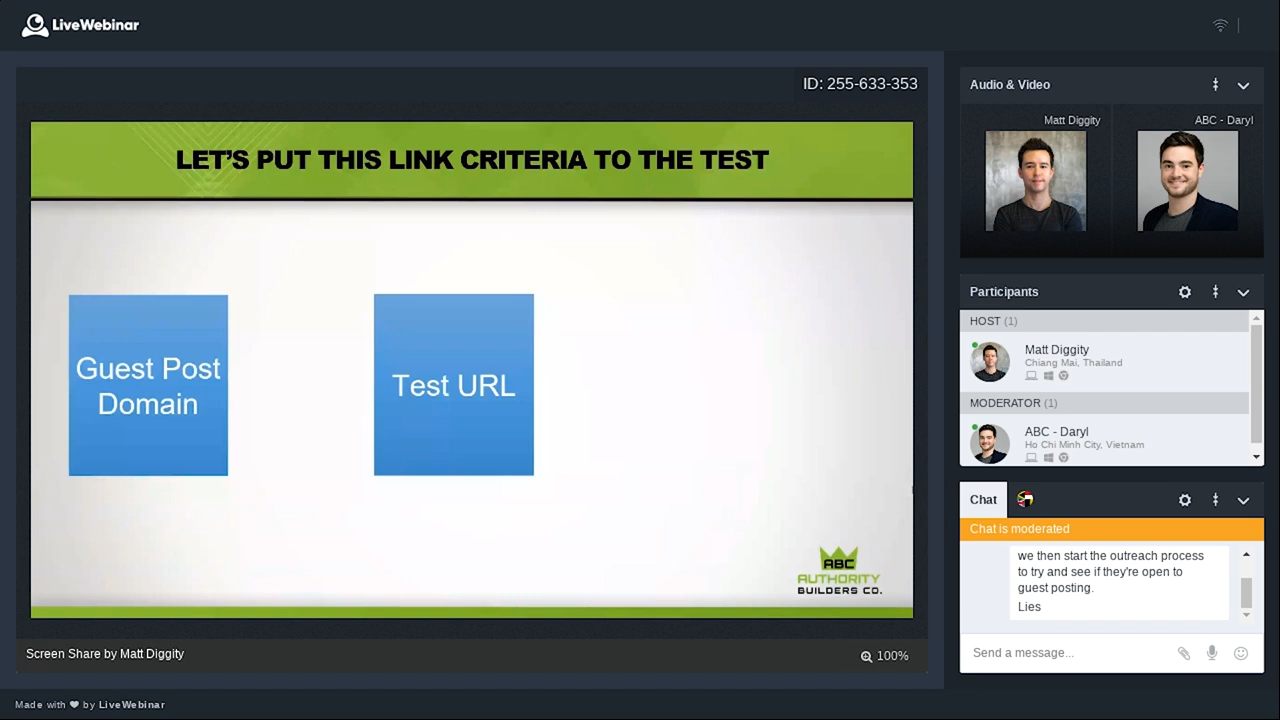 LiveWebinar
ID: 255-633-353
LET'S PUT THIS LINK CRITERIA TO THE TEST
Guest Post
Domain
Test URL
ABC
AUTHORITY
BUILDERS CO.
Screen Share by Matt Diggity
100%
Audio & Video
Matt Diggity
ABC - Daryl
Participants
HOST (1)
Matt Diggity
Chiang Mai, Thailand
MODERATOR (1)
ABC - Daryl
Ho Chi Minh City, Vietnam
Chat
Chat is moderated
we then start the outreach process
to try and see if they're open to
guest posting.
Lies
Send a message...
Made with ❤ by LiveWebinar